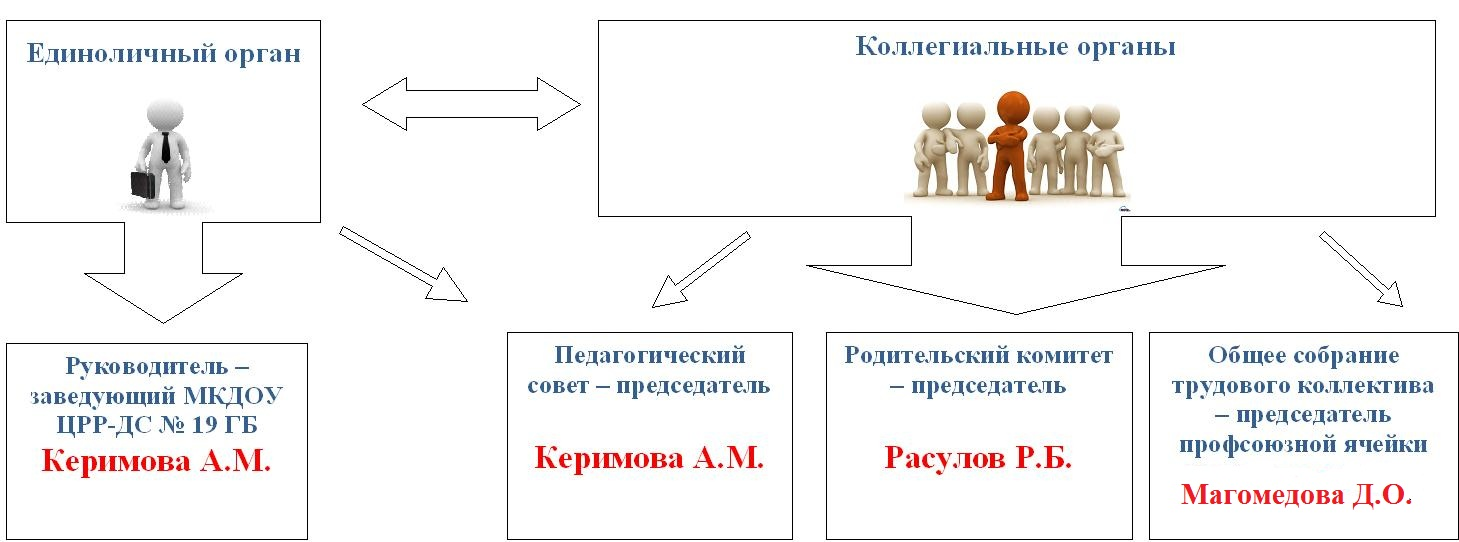 Единоличный орган
Коллегиальные органы
Руководитель –
заведующий МКДОУ
ЦРР-ДС № 19 ГБ
Керимова А.М.
Педагогический
совет – председатель
Керимова А.М.
Родительский комитет
– председатель
Расулов Р.Б.
Общее собрание
трудового коллектива
– председатель
профсоюзной ячейки
Магомедова Д.О.